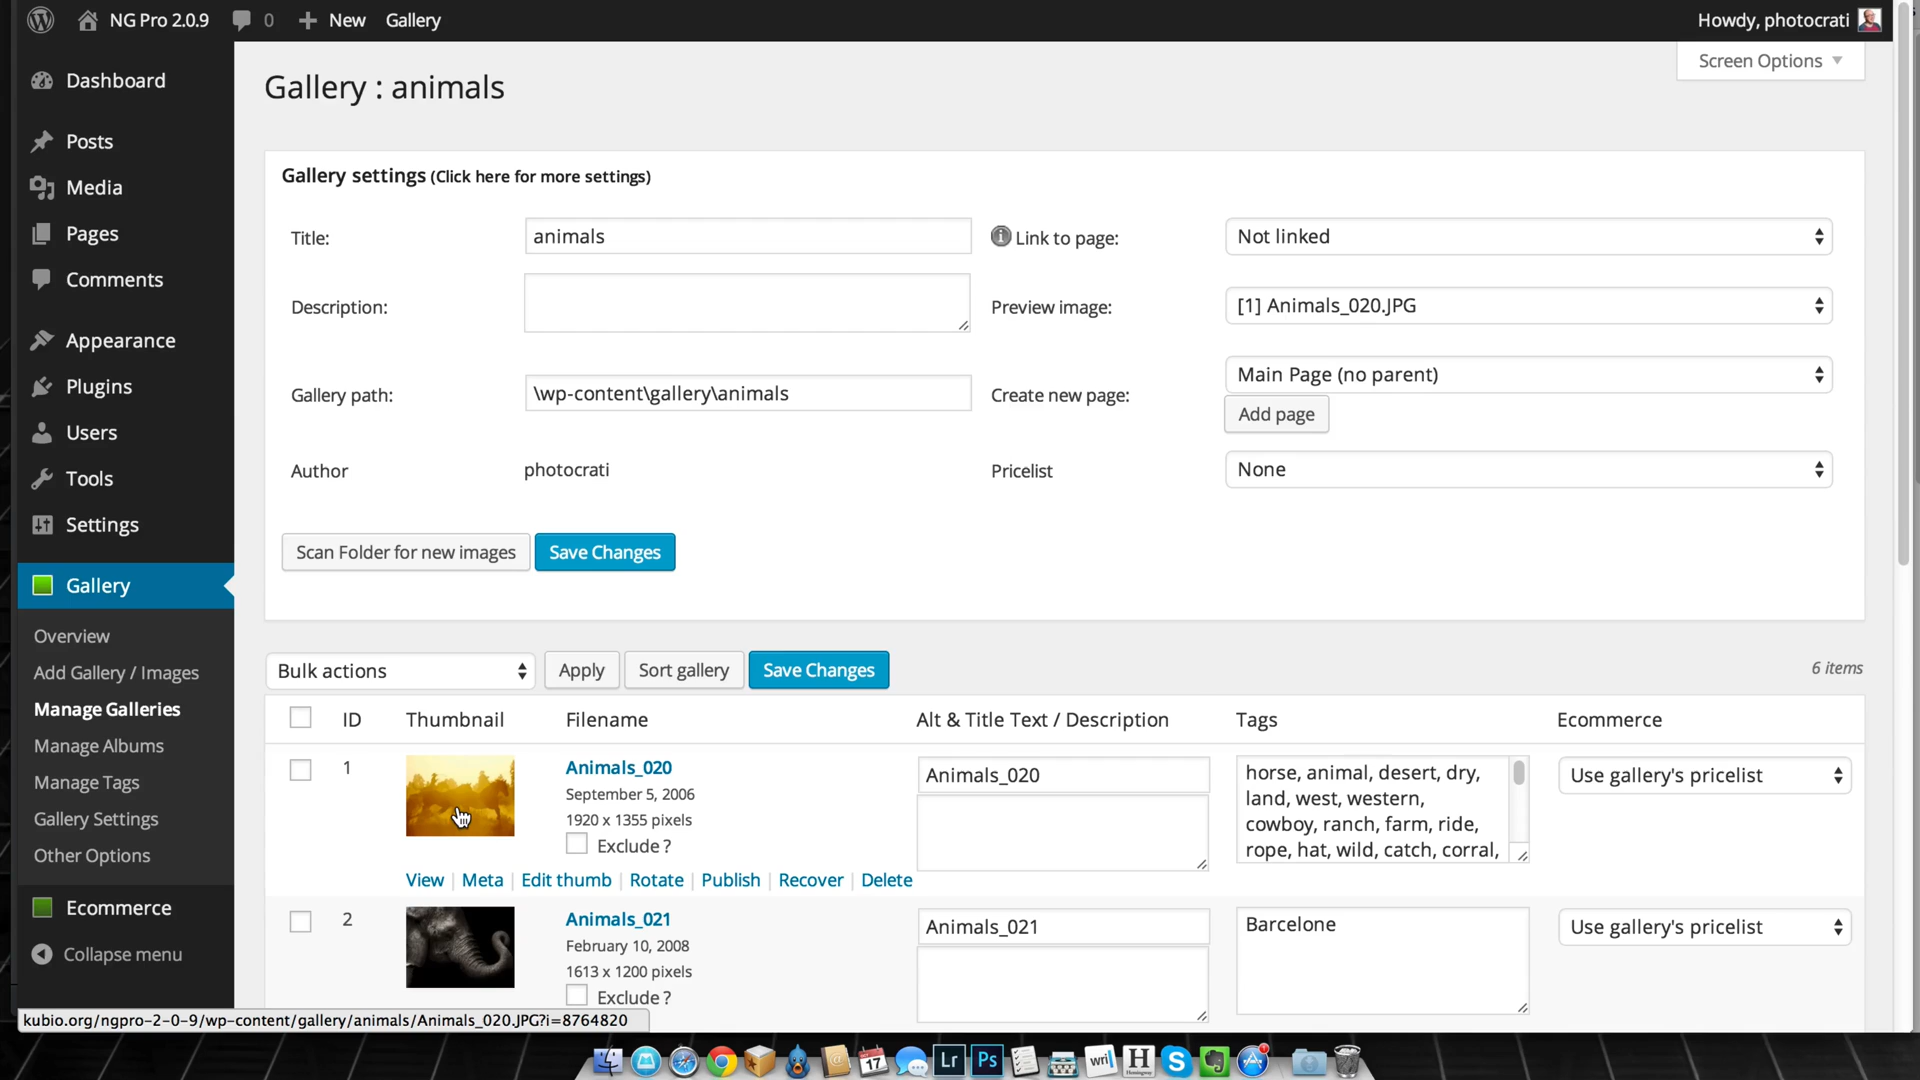 NG Pro 2.0.9 0 New Gallery Howdy, photocrati
Screen Options
Dashboard
Posts
Media
Pages
Comments
Appearance
Plugins
Users
Tools
Settings
Gallery
Overview
Add Gallery / Images
Manage Galleries
Manage Albums
Manage Tags
Gallery Settings
Other Options
Ecommerce
Collapse menu
Gallery : animals
Gallery settings (Click here for more settings)
Title: animals Link to page: Not linked
Description: Preview image: [1] Animals_020.JPG
Gallery path: \wp-content\gallery\animals Create new page: Main Page (no parent)
Add page
Author photocrati Pricelist None
Scan Folder for new images Save Changes
Bulk actions Apply Sort gallery Save Changes 6 items
ID Thumbnail Filename Alt & Title Text / Description Tags Ecommerce
1 Animals_020 Animals_020 horse, animal, desert, dry, Use gallery's pricelist
September 5, 2006 land, west, western,
1920 x 1355 pixels cowboy, ranch, farm, ride,
Exclude ? rope, hat, wild, catch, corral,
View | Meta | Edit thumb | Rotate | Publish | Recover | Delete
2 Animals_021 Animals_021 Barcelone Use gallery's pricelist
February 10, 2008
1613 x 1200 pixels
Exclude ?
kubio.org/ngpro-2-0-9/wp-content/gallery/animals/Animals_020.JPG?i=8764820
@ 17 Lr Ps wri H S